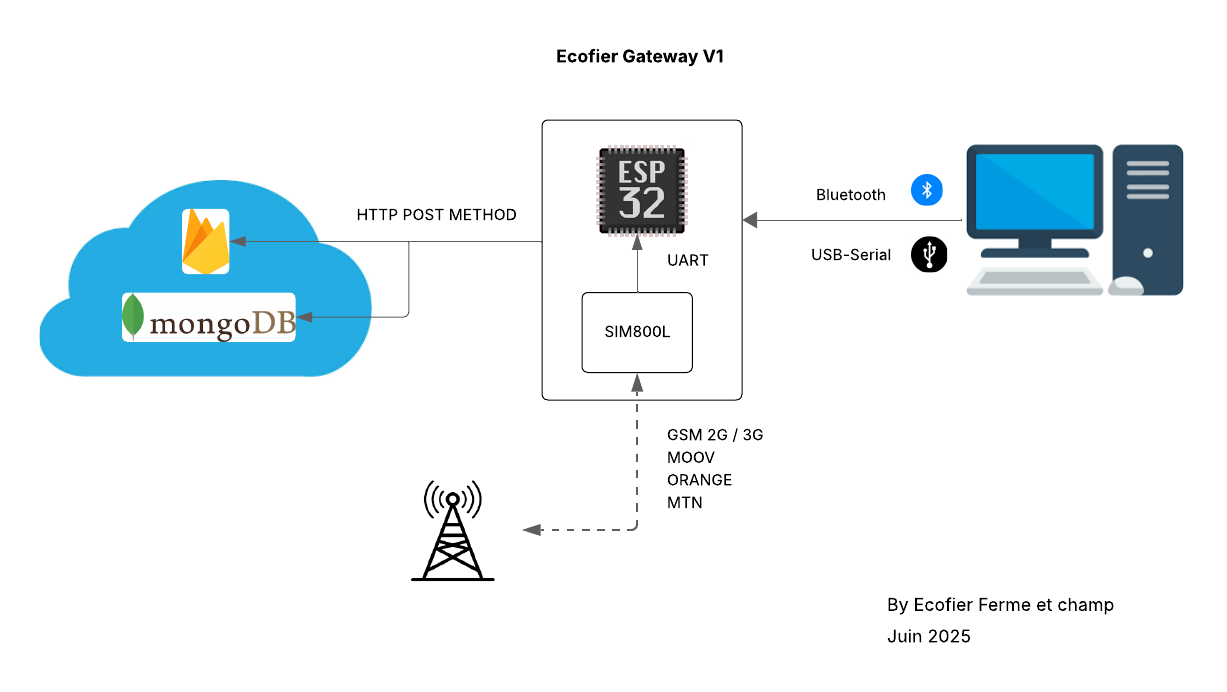 Ecofier Gateway V1
ESP
32
Bluetooth
HTTP POST METHOD
USB-Serial
UART
mongoDB
SIM800L
GSM 2G / 3G
MOOV
ORANGE
MTN
By Ecofier Ferme et champ
Juin 2025